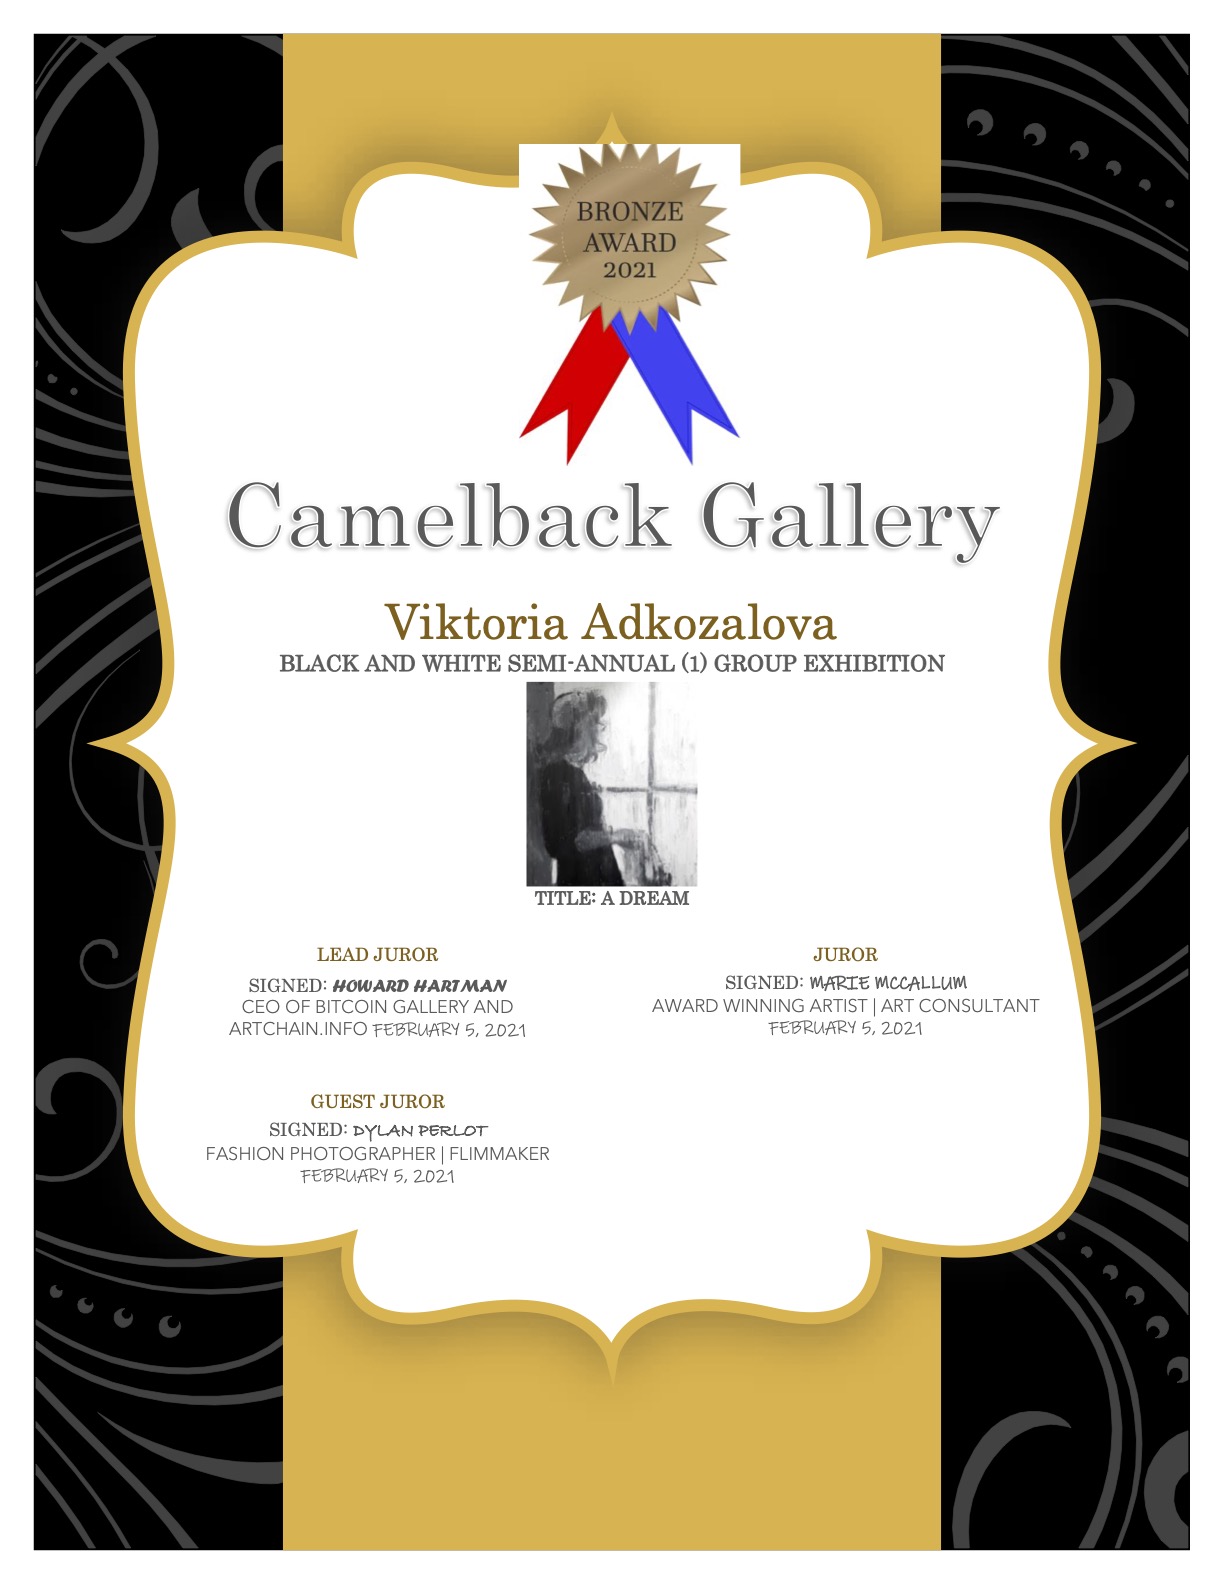 BRONZE
AWARD
2021
Camelback Gallery
Viktoria Adkozalova
BLACK AND WHITE SEMI-ANNUAL (1) GROUP EXHIBITION
TITLE: A DREAM
LEAD JUROR
SIGNED: HOWARD HARTMAN
CEO OF BITCOIN GALLERY AND
ARTCHAIN.INFO FEBRUARY 5, 2021
JUROR
SIGNED: MARIE MCCALLUM
AWARD WINNING ARTIST | ART CONSULTANT
FEBRUARY 5, 2021
GUEST JUROR
SIGNED: DYLAN PERLOT
FASHION PHOTOGRAPHER | FLIMMAKER
FEBRUARY 5, 2021